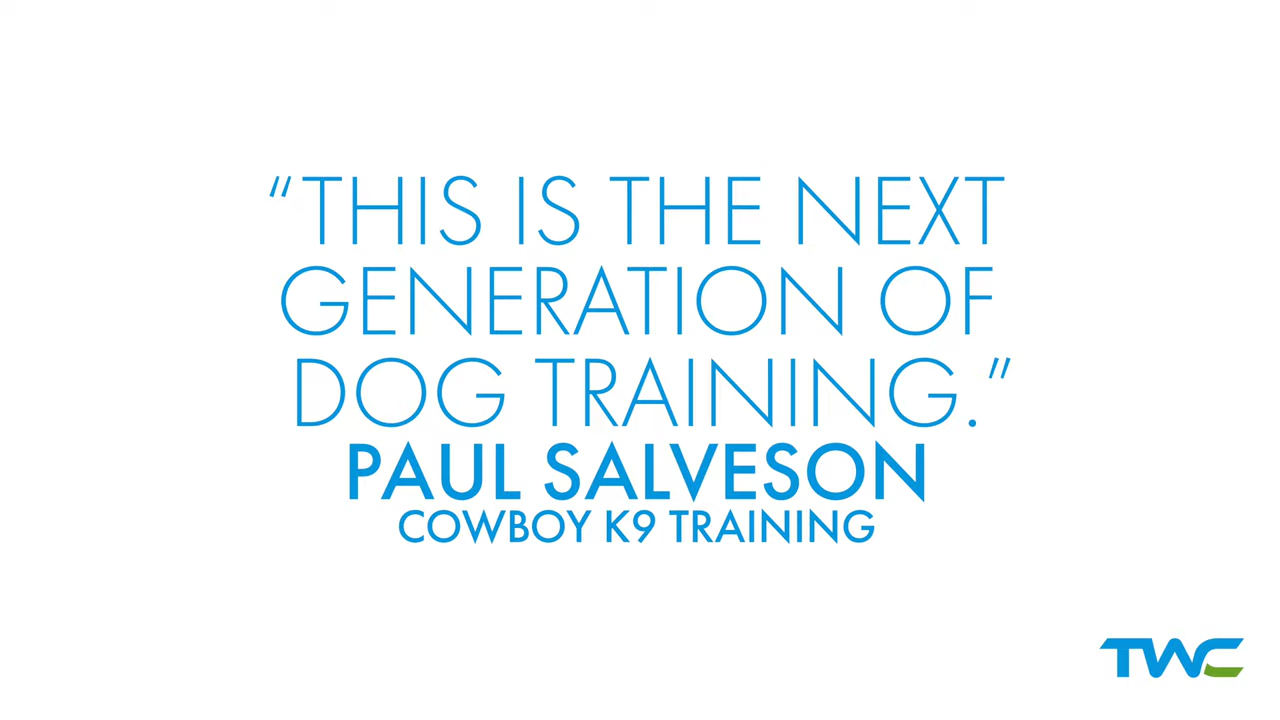 “THIS IS THE NEXT
GENERATION OF
DOG TRAINING.”
PAUL SALVESON
COWBOY K9 TRAINING
TWC